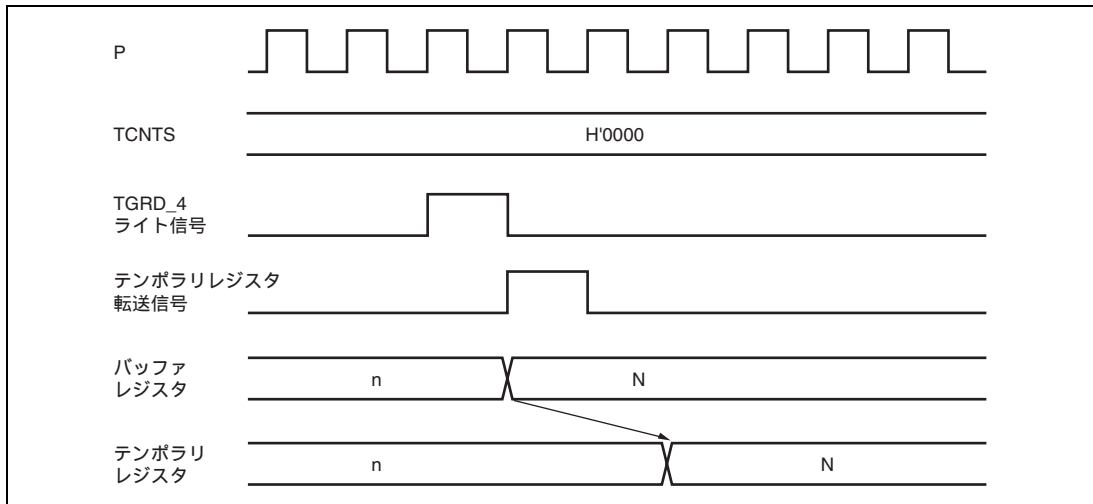 P
TCNTS
H'0000
TGRD_4
ライト信号
テンポラリレジスタ
転送信号
バッファ
レジスタ
n
N
テンポラリ
レジスタ
n
N